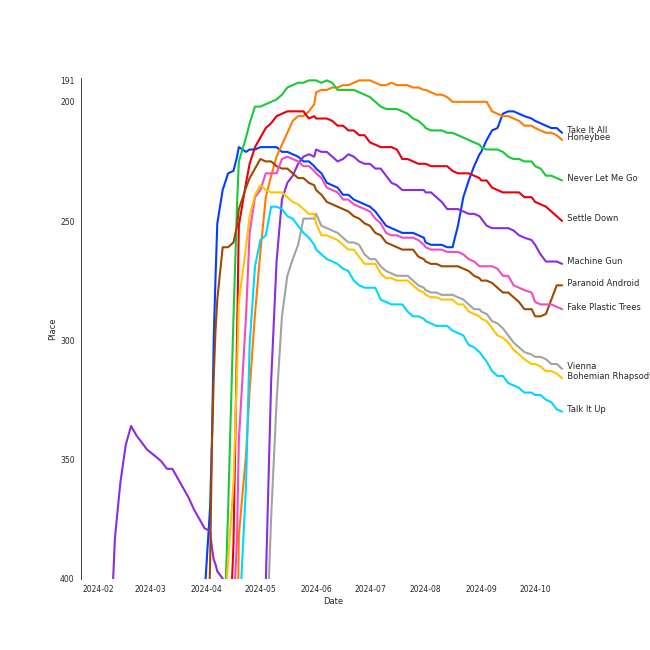 191
200
250
300
350
400
Place
2024-02
2024-03
2024-04
2024-05
2024-06
2024-07
2024-08
2024-09
2024-10
Date
Take It All
Honeybee
Never Let Me Go
Settle Down
Machine Gun
Paranoid Android
Fake Plastic Trees
Vienna
Bohemian Rhapsod
Talk It Up